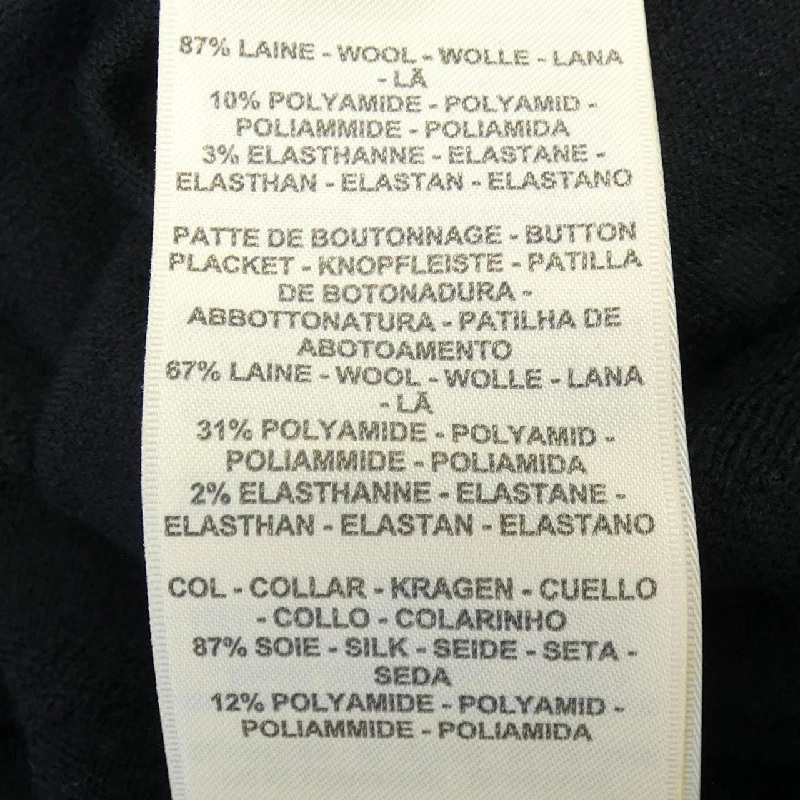 87% LAINE - WOOL - WOLLE - LANA
- LÃ
10% POLYAMIDE - POLYAMID -
POLIAMMIDE - POLIAMIDA
3% ELASTHANNE - ELASTANE -
ELASTHAN - ELASTAN - ELASTANO
PATTE DE BOUTONNAGE - BUTTON
PLACKET - KNOPFLEISTE - PATILLA
DE BOTONADURA -
ABBOTTONATURA - PATILHA DE
ABOTOAMENTO
67% LAINE - WOOL - WOLLE - LANA
- LÃ
31% POLYAMIDE - POLYAMID -
POLIAMMIDE - POLIAMIDA
2% ELASTHANNE - ELASTANE -
ELASTHAN - ELASTAN - ELASTANO
COL - COLLAR - KRAGEN - CUELLO
- COLLO - COLARINHO
87% SOIE - SILK - SEIDE - SETA -
SEDA
12% POLYAMIDE - POLYAMID -
POLIAMMIDE - POLIAMIDA